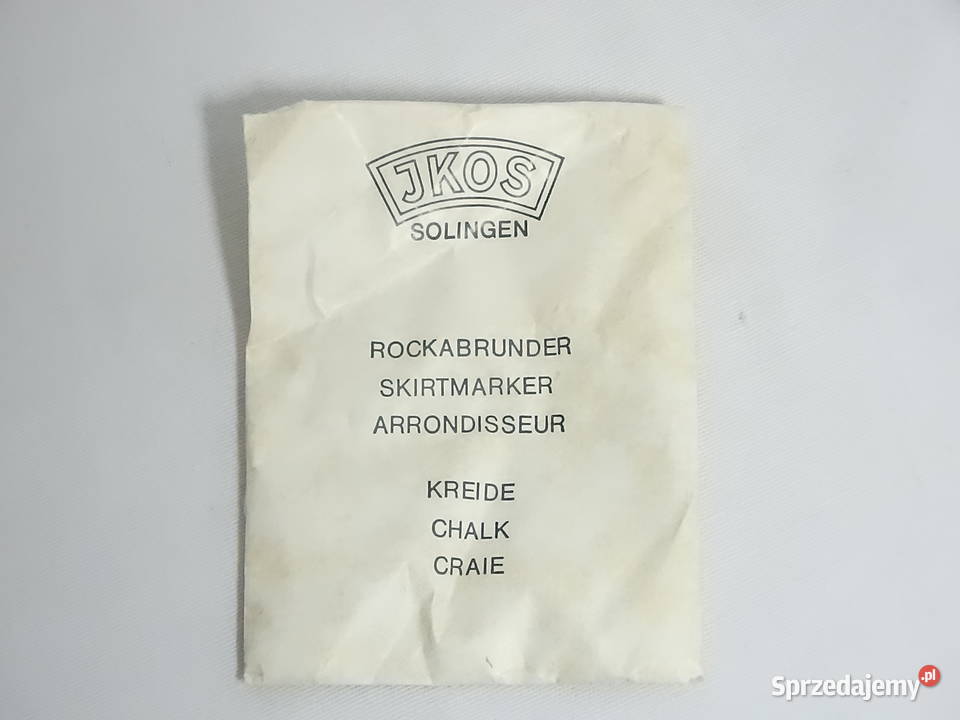 JKOS
SOLINGEN
ROCKABRUNDER
SKIRTMARKER
ARRONDISSEUR
KREIDE
CHALK
CRAIE
Sprzedajemy.pl